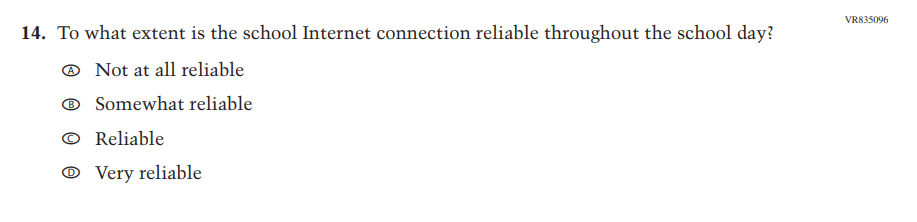 VR835096
14. To what extent is the school Internet connection reliable throughout the school day?
A Not at all reliable
B Somewhat reliable
C Reliable
D Very reliable